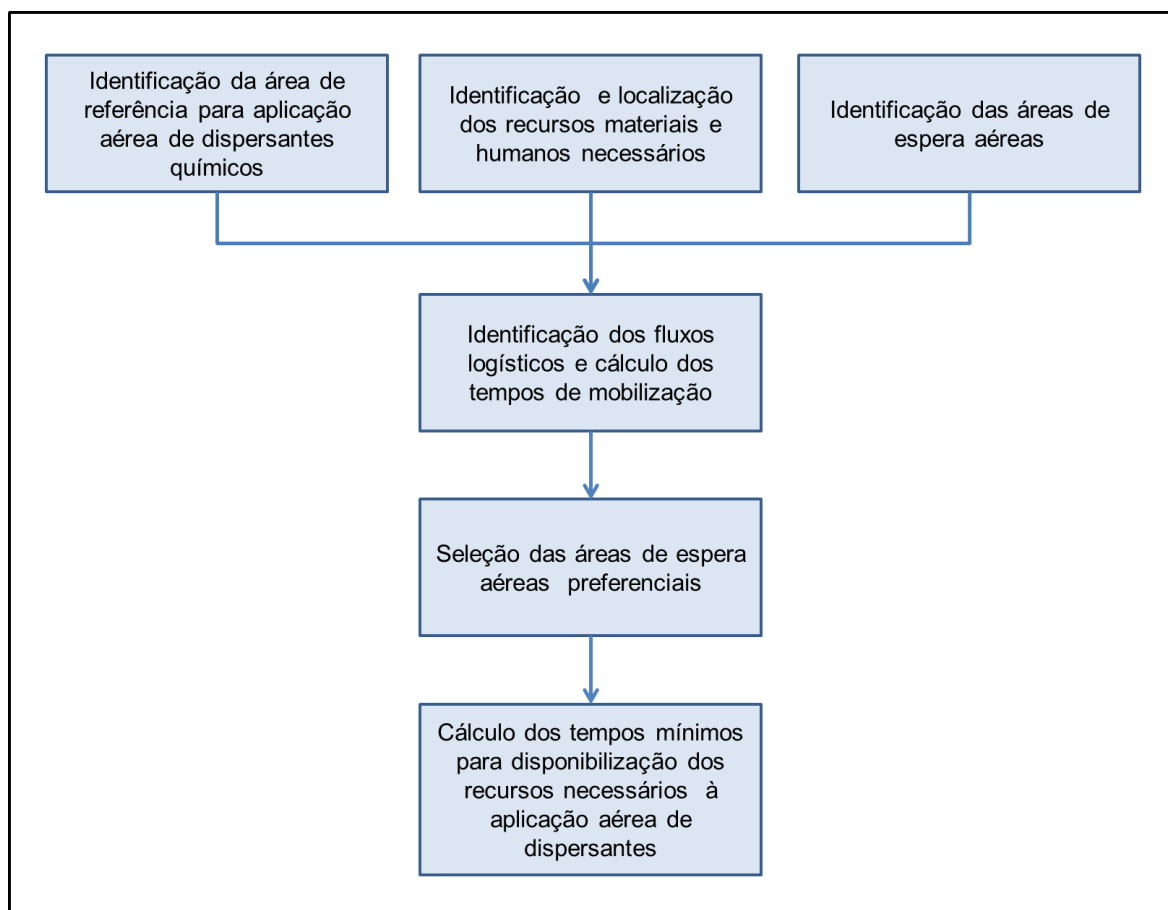 Identificação da área de
referência para aplicação
aérea de dispersantes
químicos
Identificação e localização
dos recursos materiais e
humanos necessários
Identificação das áreas de
espera aéreas
Identificação dos fluxos
logísticos e cálculo dos
tempos de mobilização
Seleção das áreas de espera
aéreas preferenciais
Cálculo dos tempos mínimos
para disponibilização dos
recursos necessários à
aplicação aérea de
dispersantes